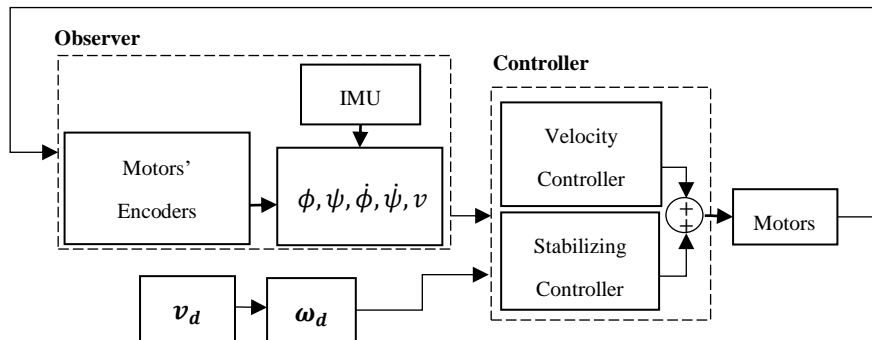 Observer
Controller
IMU
Motors'
Encoders
ϕ, ψ, ϕ̇, ψ̇, v
Velocity
Controller
+
+
Motors
Stabilizing
Controller
v_d
ω_d